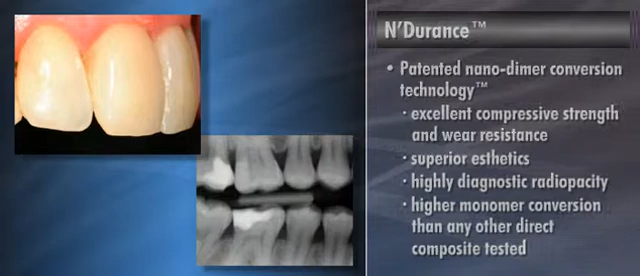 N'Durance™
• Patented nano-dimer conversion
technology™
· excellent compressive strength
and wear resistance
· superior esthetics
· highly diagnostic radiopacity
· higher monomer conversion
than any other direct
composite tested